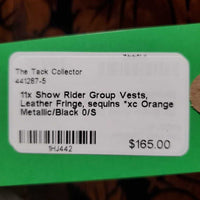 The Tack Collector
441287-5
11x Show Rider Group Vests,
Leather Fringe, sequins *xc Orange
Metallic/Black 0/S
$165.00
1HJ442